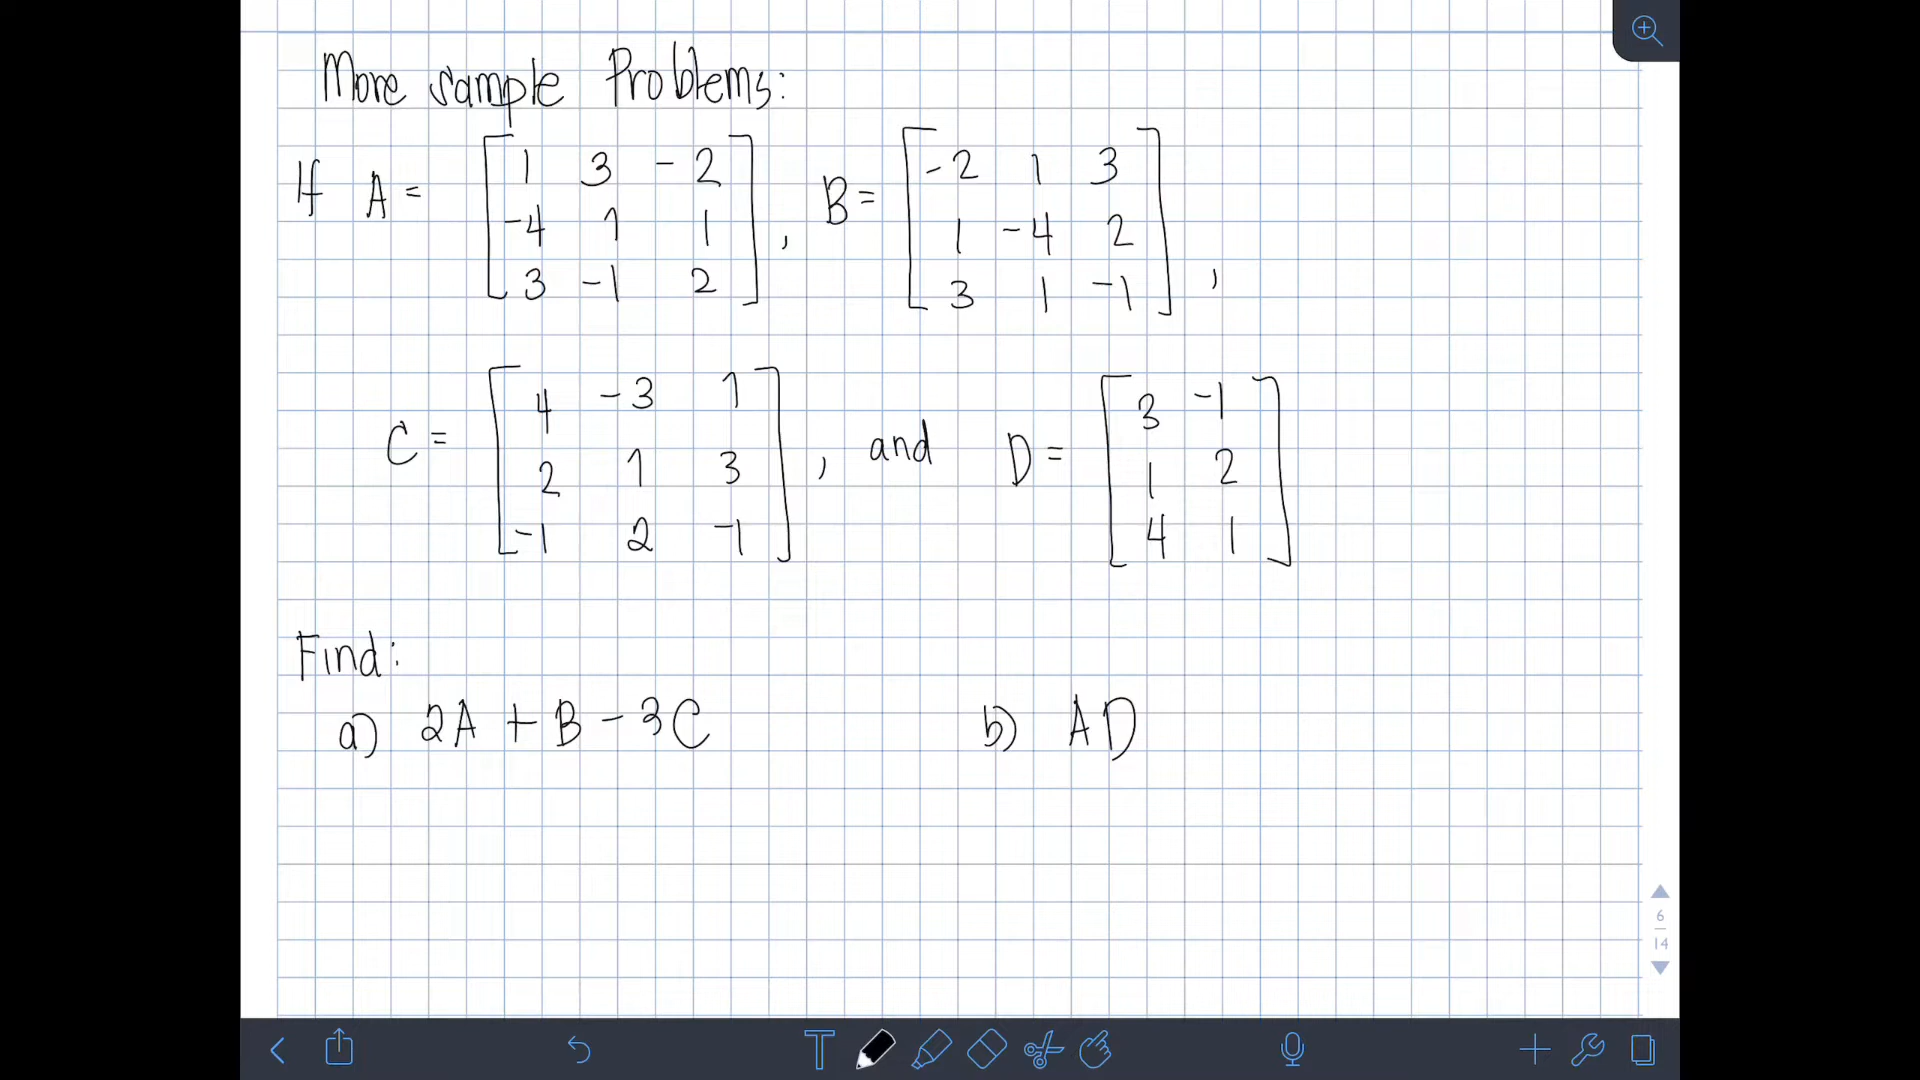 More sample Problems:
If A = [1 3 -2
-4 1 1
3 -1 2], B = [-2 1 3
1 -4 2
3 1 -1],
C = [4 -3 1
2 1 3
-1 2 -1], and D = [3 -1
1 2
4 1]
Find:
a) 2A + B - 3C b) AD
6
14
T